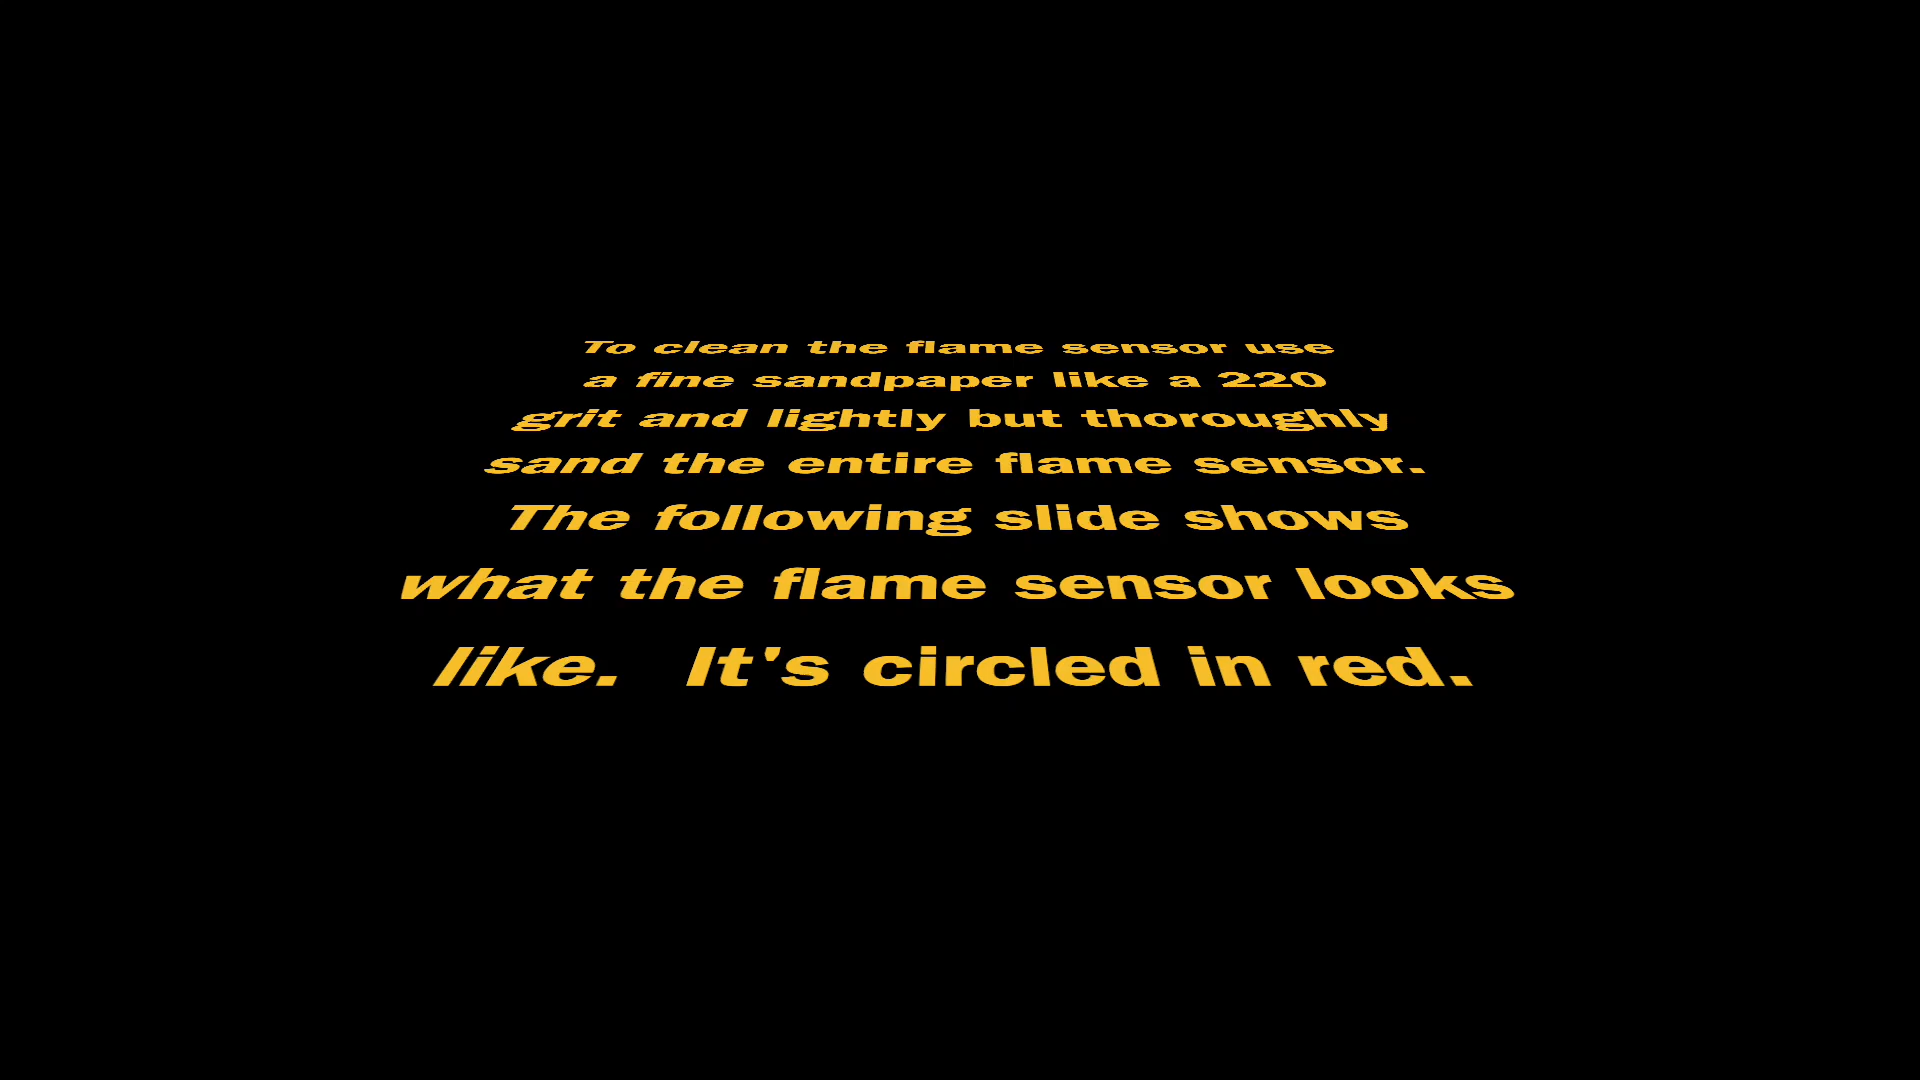 To clean the flame sensor use
a fine sandpaper like a 220
grit and lightly but thoroughly
sand the entire flame sensor.
The following slide shows
what the flame sensor looks
like.  It's circled in red.